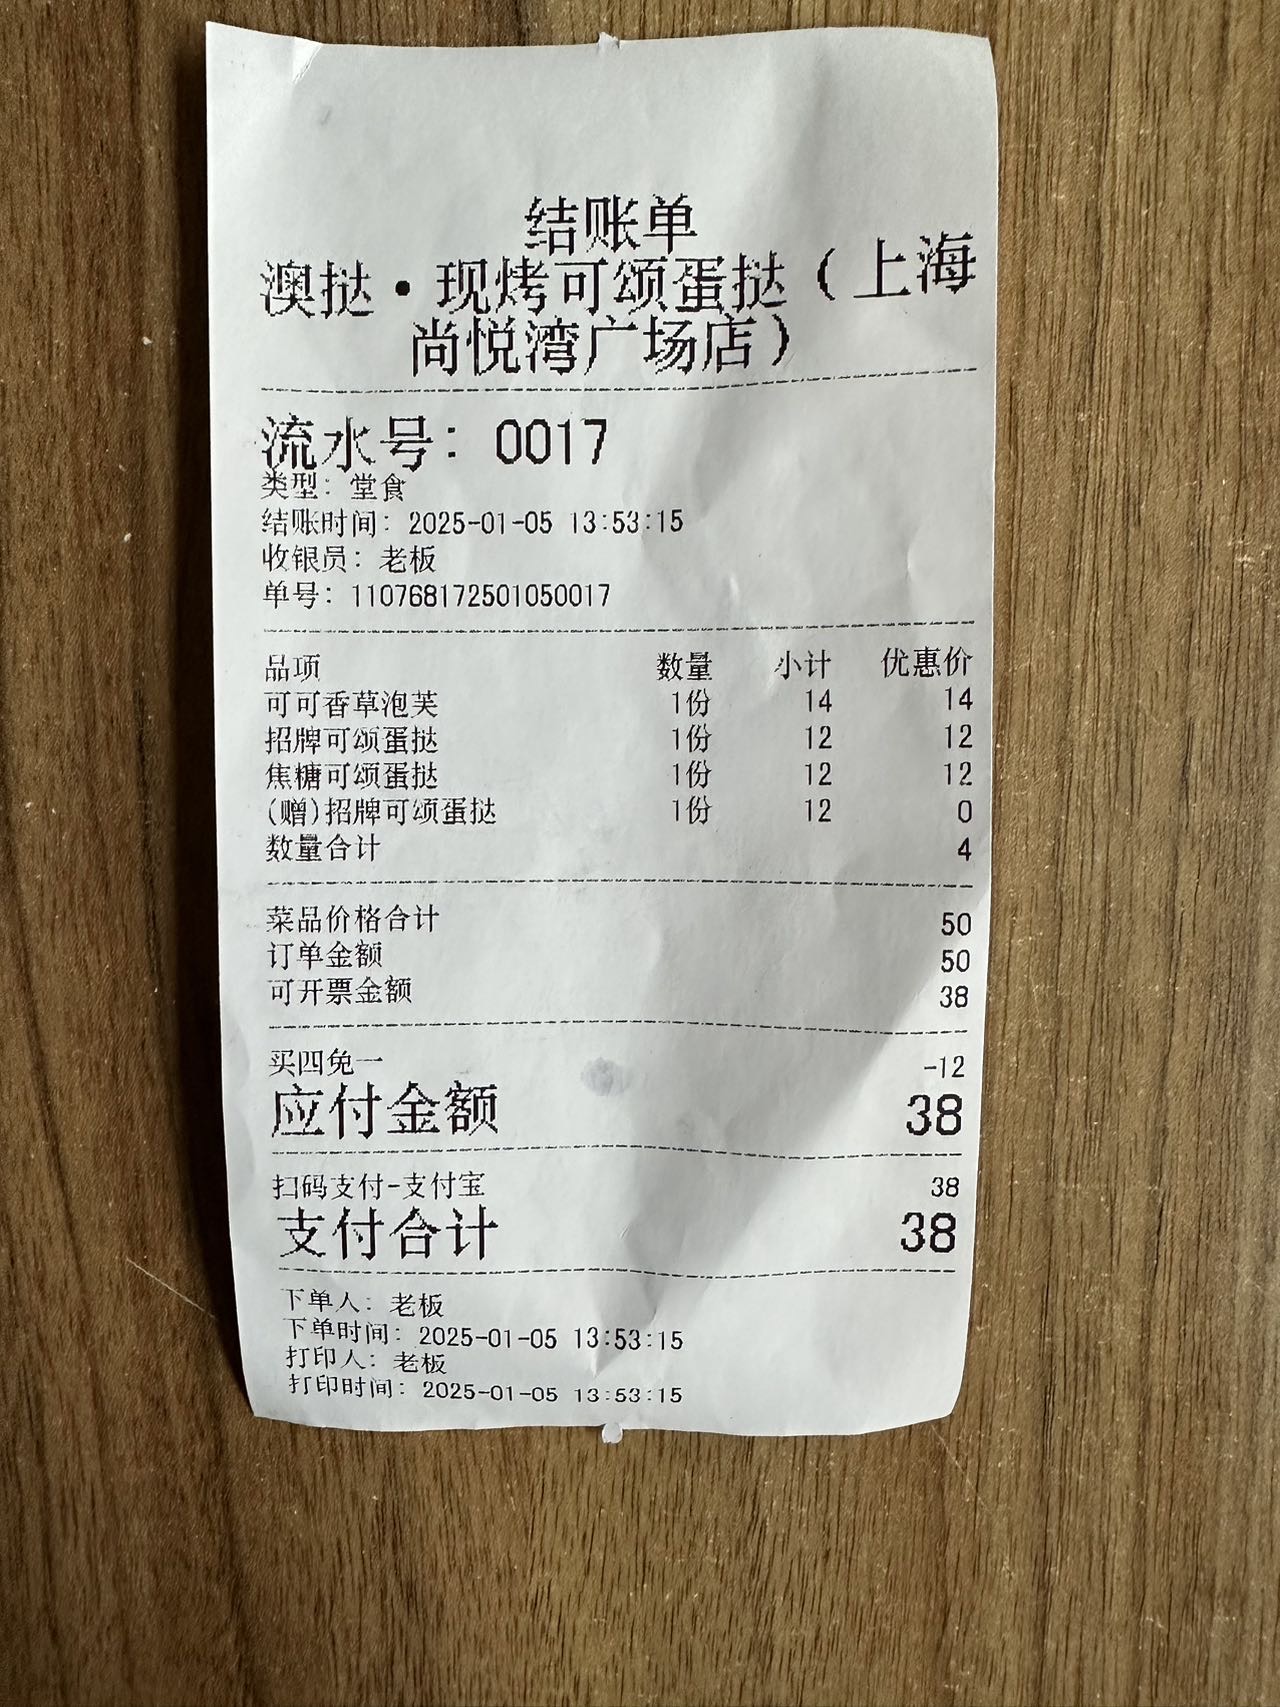 结账单
澳挞·现烤可颂蛋挞（上海
尚悦湾广场店）
流水号：0017
类型：堂食
结账时间：2025-01-05 13:53:15
收银员：老板
单号：110768172501050017
品项 数量 小计 优惠价
可可香草泡芙 1份 14 14
招牌可颂蛋挞 1份 12 12
焦糖可颂蛋挞 1份 12 12
(赠)招牌可颂蛋挞 1份 12 0
数量合计 4
菜品价格合计 50
订单金额 50
可开票金额 38
买四免一 -12
应付金额 38
扫码支付-支付宝 38
支付合计 38
下单人：老板
下单时间：2025-01-05 13:53:15
打印人：老板
打印时间：2025-01-05 13:53:15